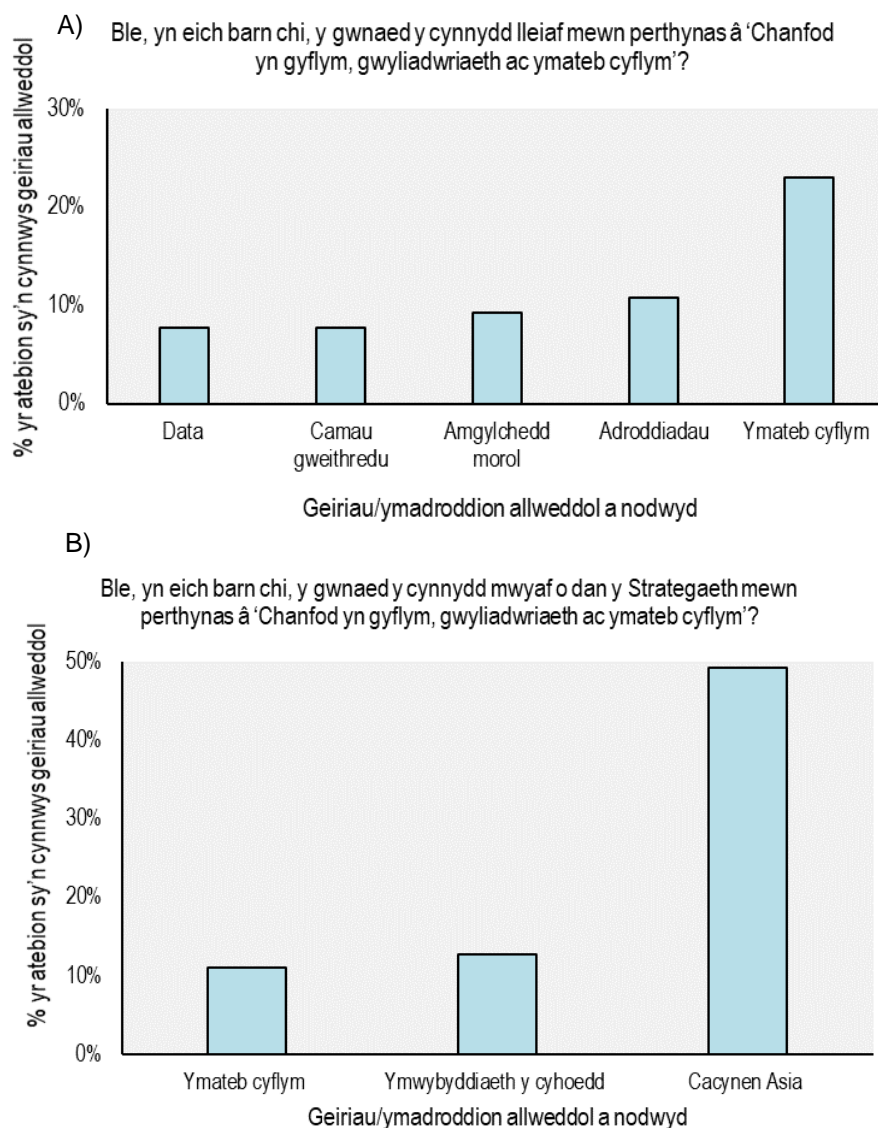 A)
Ble, yn eich barn chi, y gwnaed y cynnydd lleiaf mewn perthynas â ‘Chanfod
yn gyflym, gwyliadwriaeth ac ymateb cyflym’?
% yr atebion sy’n cynnwys geiriau allweddol
30%
20%
10%
0%
Data
Camau
gweithredu
Amgylchedd
morol
Adroddiadau
Ymateb cyflym
Geiriau/ymadroddion allweddol a nodwyd
B)
Ble, yn eich barn chi, y gwnaed y cynnydd mwyaf o dan y Strategaeth mewn
perthynas â ‘Chanfod yn gyflym, gwyliadwriaeth ac ymateb cyflym’?
% yr atebion sy’n cynnwys geiriau allweddol
50%
40%
30%
20%
10%
0%
Ymateb cyflym
Ymwybyddiaeth y cyhoedd
Cacynen Asia
Geiriau/ymadroddion allweddol a nodwyd